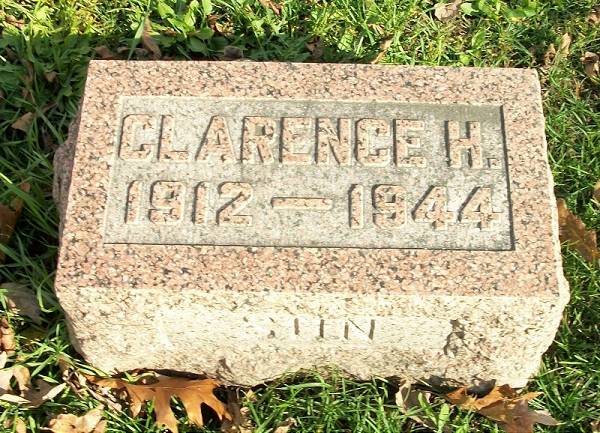 CLARENCE H.
1912 — 1944
SON